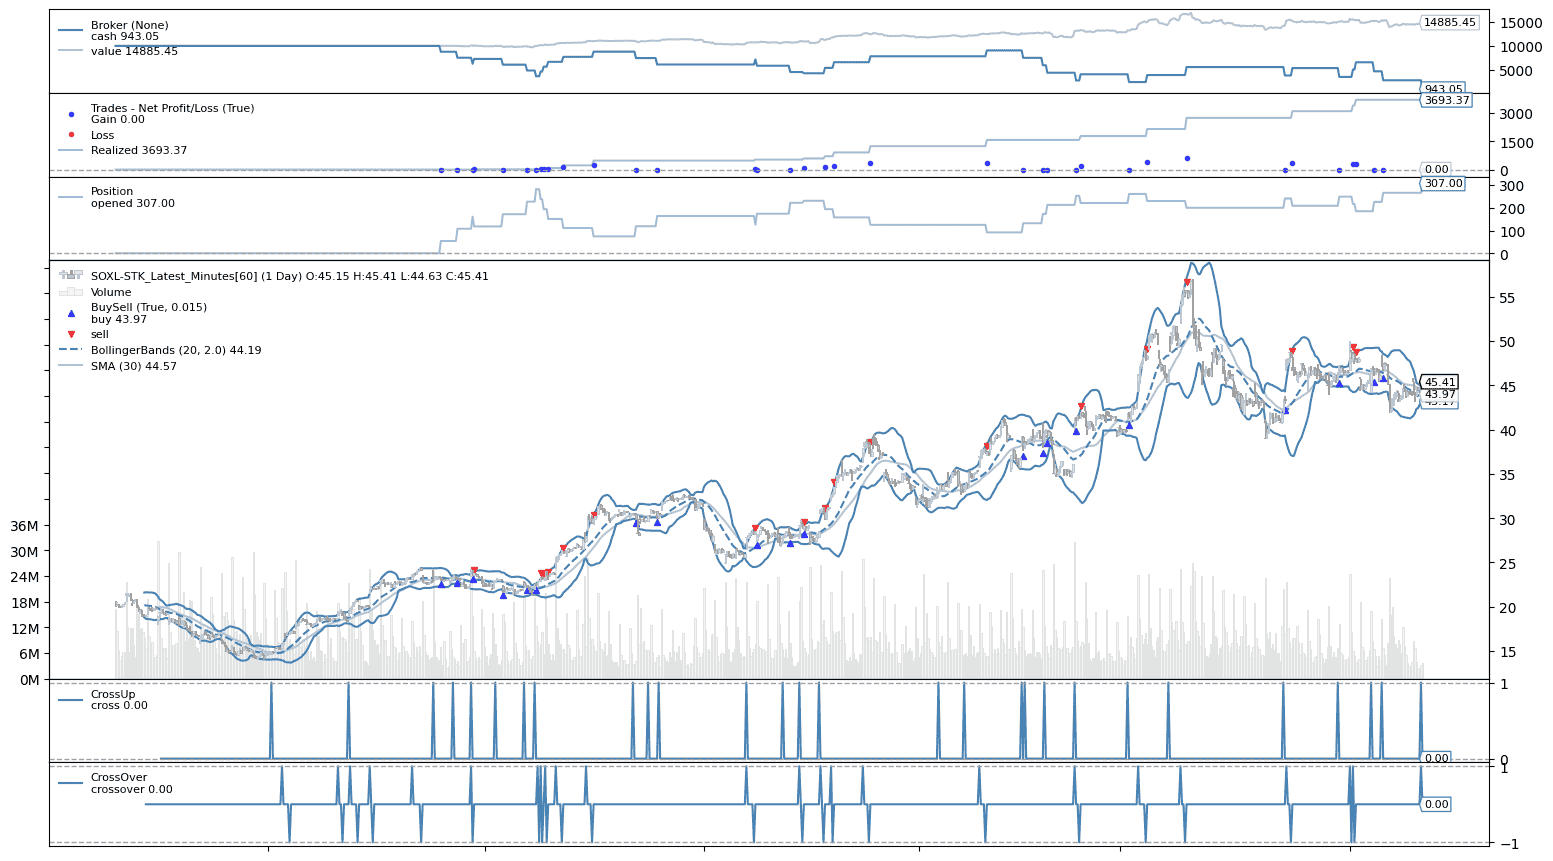 Broker (None)
cash 943.05
value 14885.45
14885.45
15000
10000
5000
943.05
Trades - Net Profit/Loss (True)
Gain 0.00
Loss
Realized 3693.37
3693.37
3000
1500
0.00
0
Position
opened 307.00
307.00
300
200
100
0
SOXL-STK_Latest_Minutes[60] (1 Day) O:45.15 H:45.41 L:44.63 C:45.41
Volume
BuySell (True, 0.015)
buy 43.97
sell
BollingerBands (20, 2.0) 44.19
SMA (30) 44.57
55
50
45
45.41
43.97
40
35
30
25
20
15
36M
30M
24M
18M
12M
6M
0M
CrossUp
cross 0.00
1
0.00
0
CrossOver
crossover 0.00
1
0.00
−1